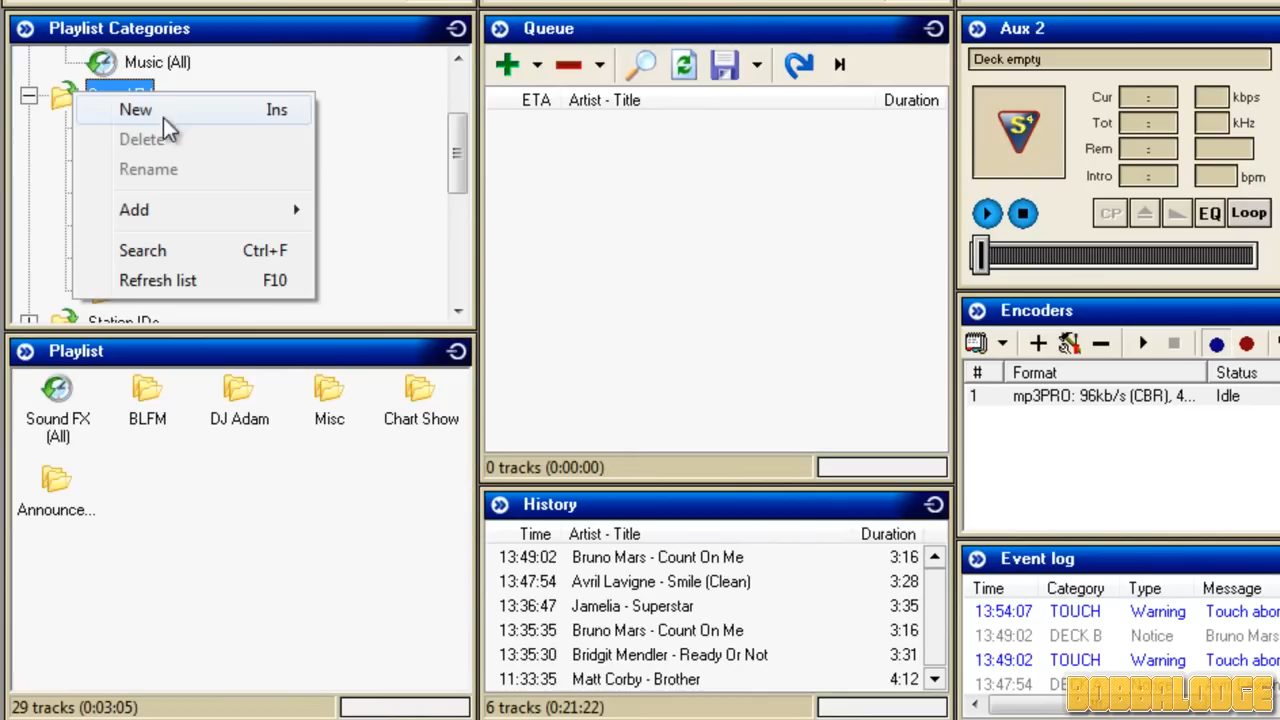 Playlist Categories
Music (All)
New Ins
Delete
Rename
Add
Search Ctrl+F
Refresh list F10
Station IDs
Playlist
Sound FX (All)
BLFM
DJ Adam
Misc
Chart Show
Announce...
29 tracks (0:03:05)
Queue
ETA Artist - Title Duration
0 tracks (0:00:00)
History
Time Artist - Title Duration
13:49:02 Bruno Mars - Count On Me 3:16
13:47:54 Avril Lavigne - Smile (Clean) 3:28
13:36:47 Jamelia - Superstar 3:35
13:35:35 Bruno Mars - Count On Me 3:16
13:35:30 Bridgit Mendler - Ready Or Not 3:31
11:33:35 Matt Corby - Brother 4:12
6 tracks (0:21:22)
Aux 2
Deck empty
S4
Cur : kbps
Tot : kHz
Rem :
Intro : bpm
CP EQ Loop
Encoders
# Format Status
1 mp3PRO: 96kb/s (CBR), 4... Idle
Event log
Time Category Type Message
13:54:07 TOUCH Warning Touch abor
13:49:02 DECK B Notice Bruno Mars
13:49:02 TOUCH Warning Touch abor
13:47:54
BOBBALODGE